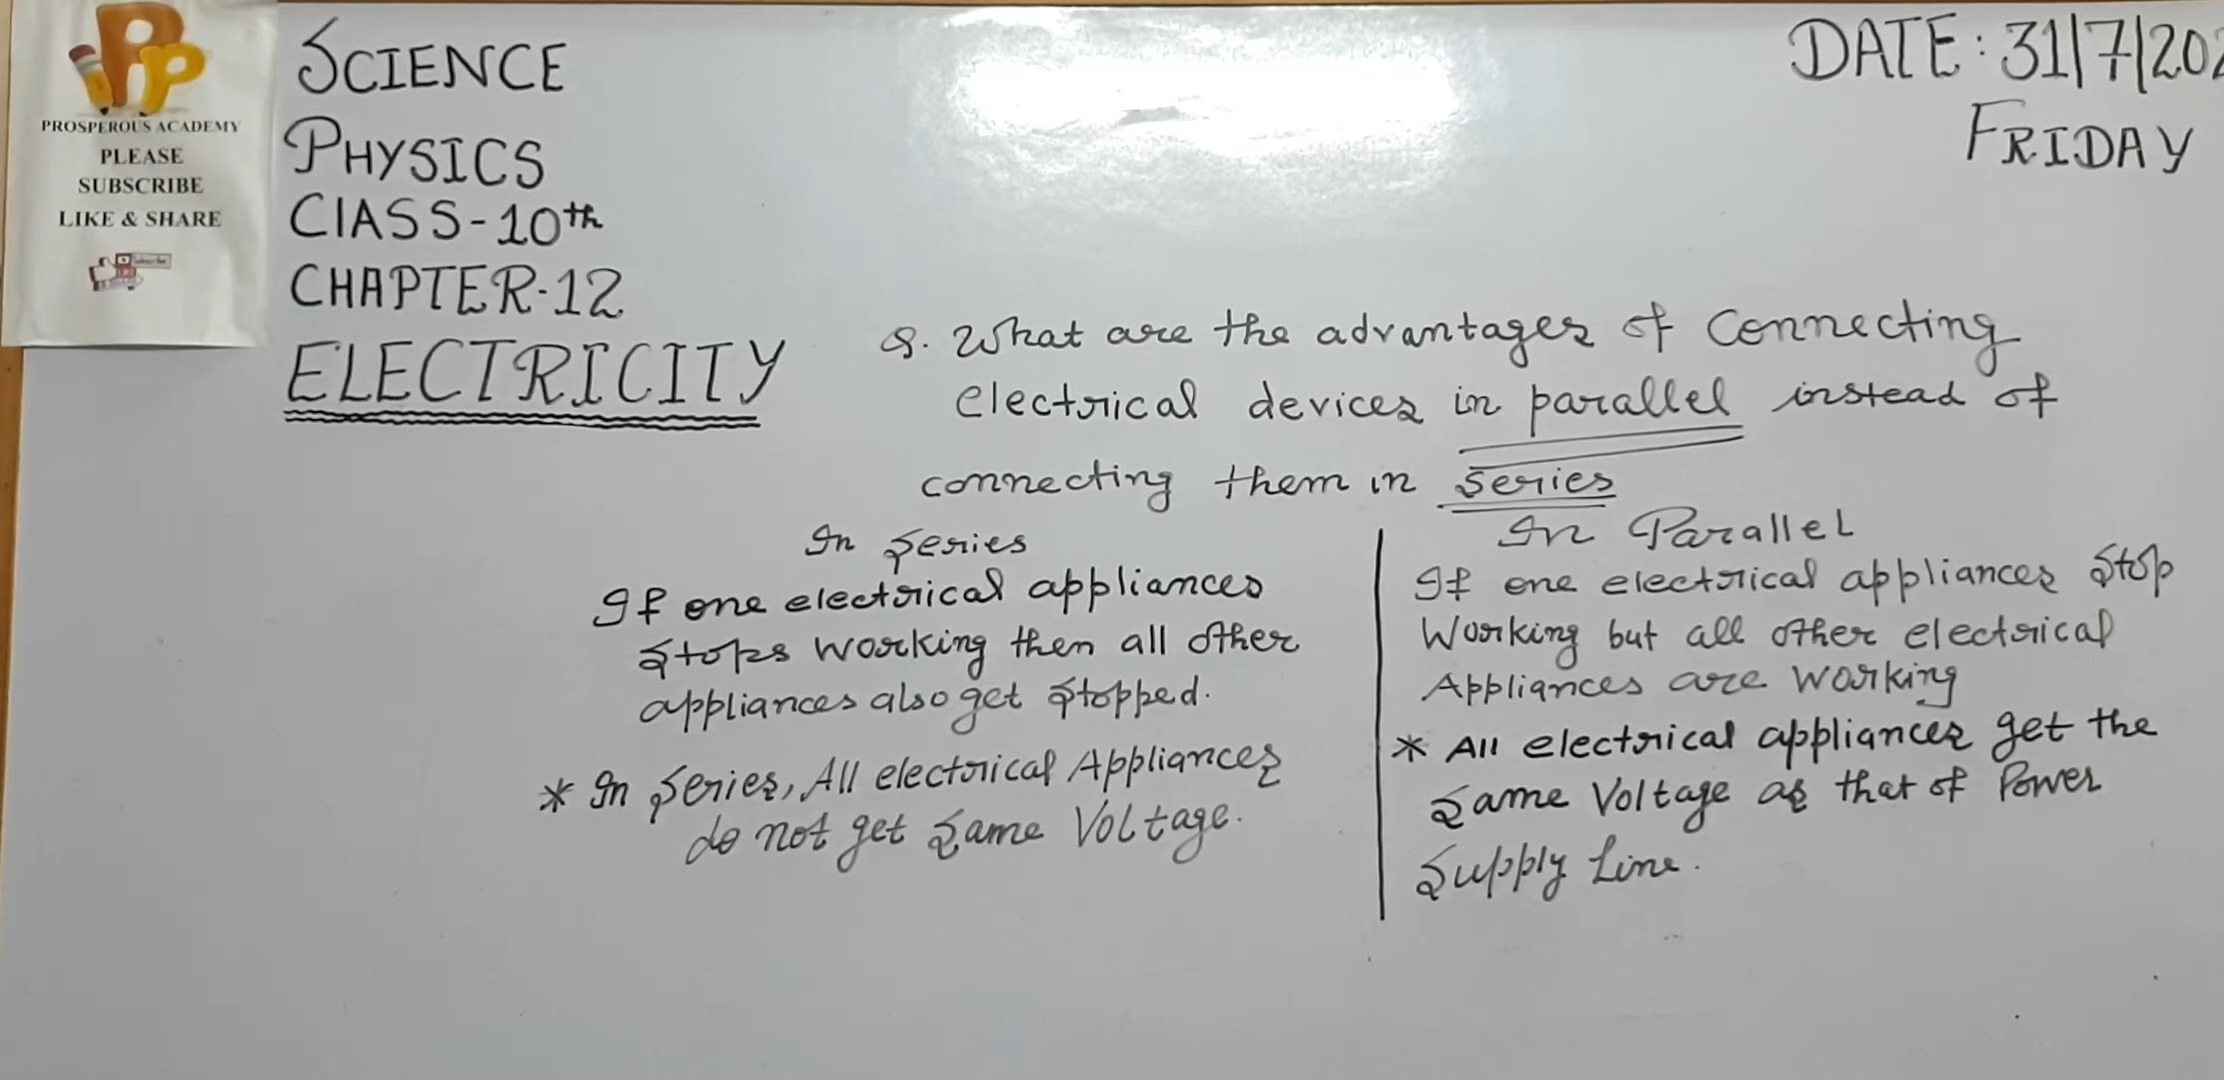 PROSPEROUS ACADEMY
PLEASE
SUBSCRIBE
LIKE & SHARE
SCIENCE
PHYSICS
ClASS-10th
CHAPTER-12
ELECTRICITY
DATE: 31/7/202
FRIDAY
Q. What are the advantages of Connecting
electrical devices in parallel instead of
connecting them in Series
In Series
If one electrical appliances
Stops working then all other
appliances also get Stopped.
* In Series, All electrical Appliances
do not get Same Voltage.
In Parallel
If one electrical appliances Stop
Working but all other electrical
Appliances are working
* All electrical appliances get the
Same Voltage as that of Power
Supply Line.